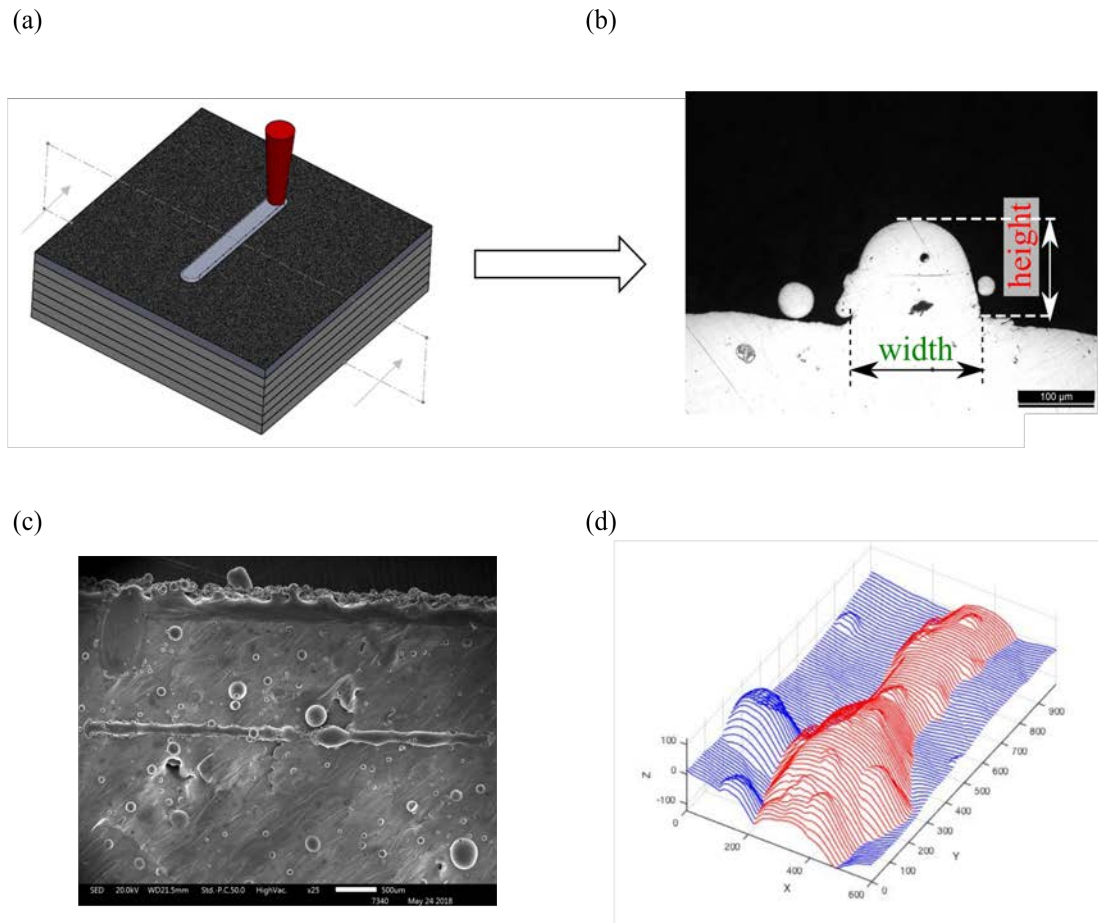 (a)
(b)
height
width
100 µm
(c)
(d)
SED 20.0kV WD21.5mm Std.-P.C.50.0 HighVac. x25 500um
7340 May 24 2018
100
0
-100
Z
0
200
400
600
X
0
100
200
300
400
500
600
700
800
900
Y